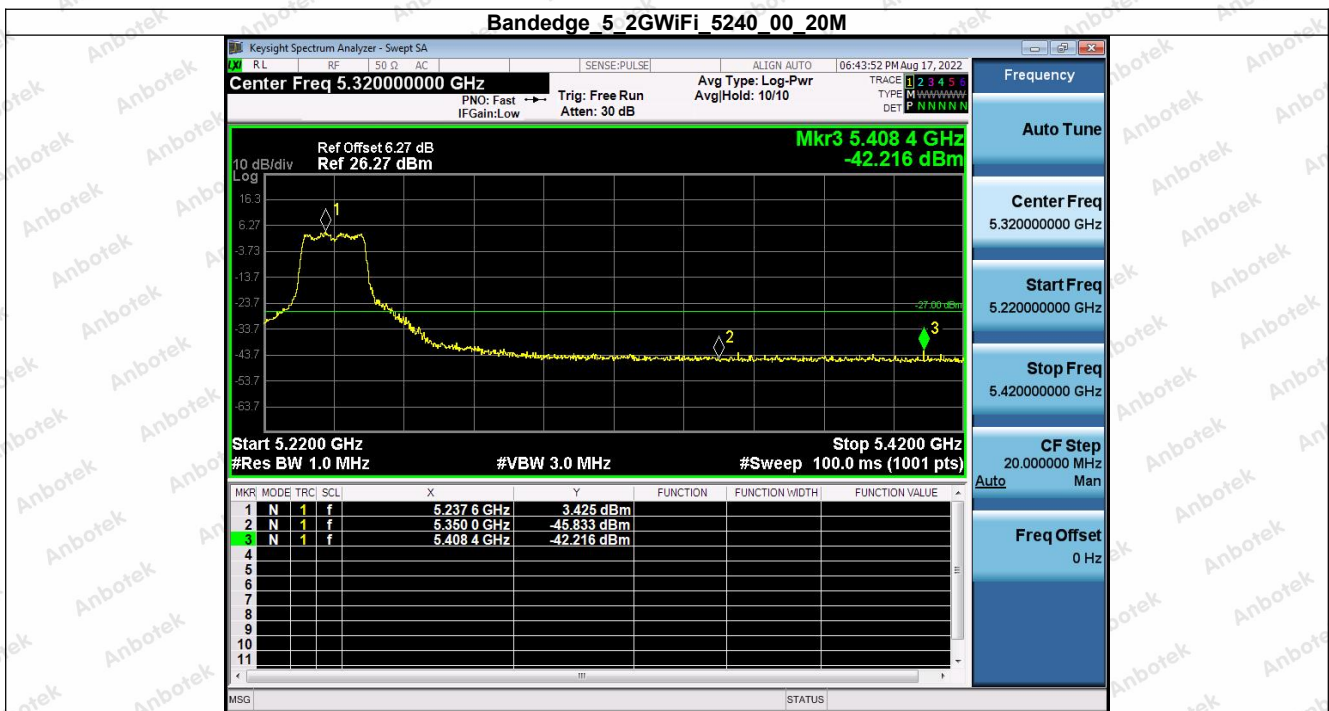 Bandedge_5_2GWiFi_5240_00_20M
Keysight Spectrum Analyzer - Swept SA
LXI RL RF 50 Ω AC SENSE:PULSE ALIGN AUTO 06:43:52 PM Aug 17, 2022
Center Freq 5.320000000 GHz
PNO: Fast
IFGain:Low
Trig: Free Run
Atten: 30 dB
Avg Type: Log-Pwr
Avg|Hold: 10/10
TRACE 1 2 3 4 5 6
TYPE M WWWWW
DET P N N N N N
Mkr3 5.408 4 GHz
-42.216 dBm
Ref Offset 6.27 dB
10 dB/div Ref 26.27 dBm
Log
16.3
6.27
-3.73
-13.7
-23.7
-33.7
-43.7
-53.7
-63.7
1
-27.00 dBm
2
3
Start 5.2200 GHz Stop 5.4200 GHz
#Res BW 1.0 MHz #VBW 3.0 MHz #Sweep 100.0 ms (1001 pts)
MKR MODE TRC SCL X Y FUNCTION FUNCTION WIDTH FUNCTION VALUE
1 N 1 f 5.237 6 GHz 3.425 dBm
2 N 1 f 5.350 0 GHz -45.833 dBm
3 N 1 f 5.408 4 GHz -42.216 dBm
4
5
6
7
8
9
10
11
MSG STATUS
Frequency
Auto Tune
Center Freq
5.320000000 GHz
Start Freq
5.220000000 GHz
Stop Freq
5.420000000 GHz
CF Step
20.000000 MHz
Auto Man
Freq Offset
0 Hz
Anbotek